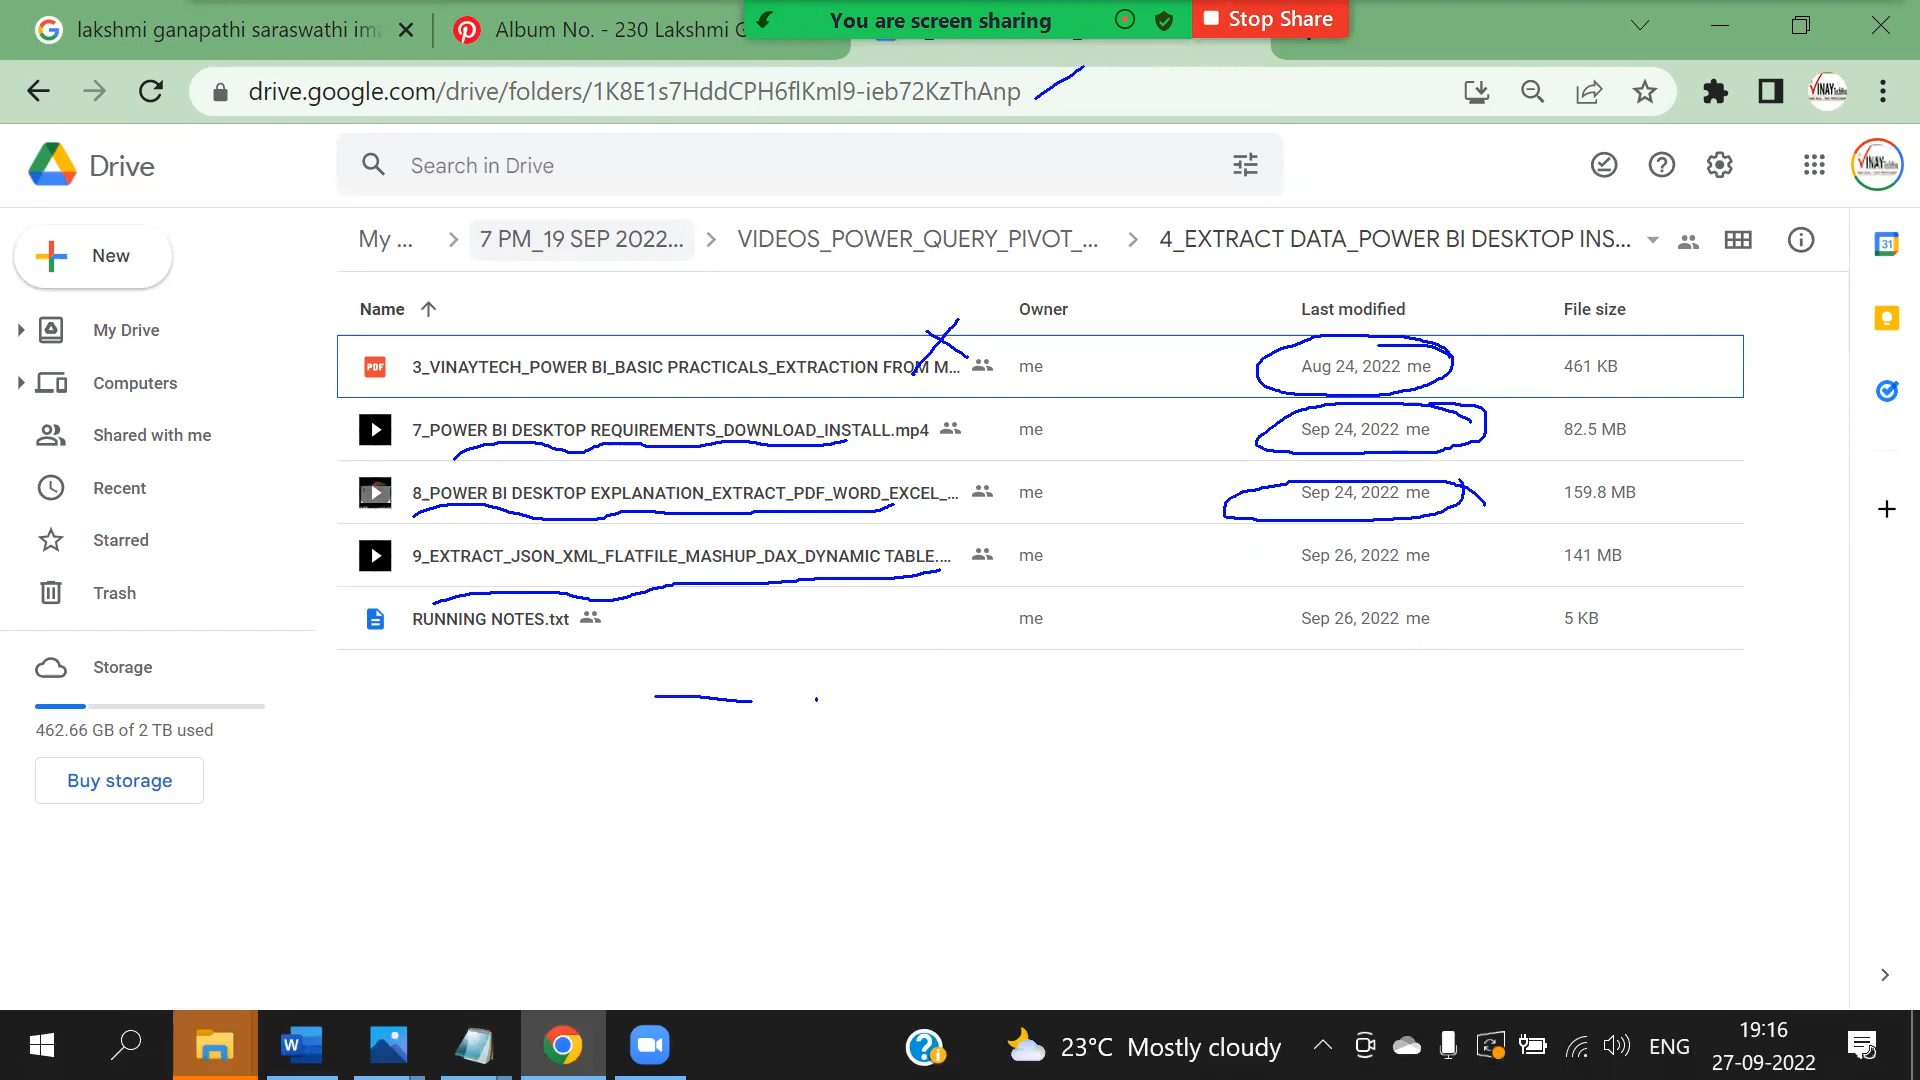 lakshmi ganapathi saraswathi ima
Album No. - 230 Lakshmi G
You are screen sharing
Stop Share
drive.google.com/drive/folders/1K8E1s7HddCPH6flKml9-ieb72KzThAnp
VINAY
Drive
Search in Drive
VINAY
New
My ...
7 PM_19 SEP 2022...
VIDEOS_POWER_QUERY_PIVOT_...
4_EXTRACT DATA_POWER BI DESKTOP INS...
31
Name
Owner
Last modified
File size
My Drive
PDF
3_VINAYTECH_POWER BI_BASIC PRACTICALS_EXTRACTION FROM M...
me
Aug 24, 2022 me
461 KB
Computers
7_POWER BI DESKTOP REQUIREMENTS_DOWNLOAD_INSTALL.mp4
me
Sep 24, 2022 me
82.5 MB
Shared with me
8_POWER BI DESKTOP EXPLANATION_EXTRACT_PDF_WORD_EXCEL_...
me
Sep 24, 2022 me
159.8 MB
Recent
Starred
9_EXTRACT_JSON_XML_FLATFILE_MASHUP_DAX_DYNAMIC TABLE....
me
Sep 26, 2022 me
141 MB
Trash
RUNNING NOTES.txt
me
Sep 26, 2022 me
5 KB
Storage
462.66 GB of 2 TB used
Buy storage
23°C Mostly cloudy
ENG
19:16
27-09-2022